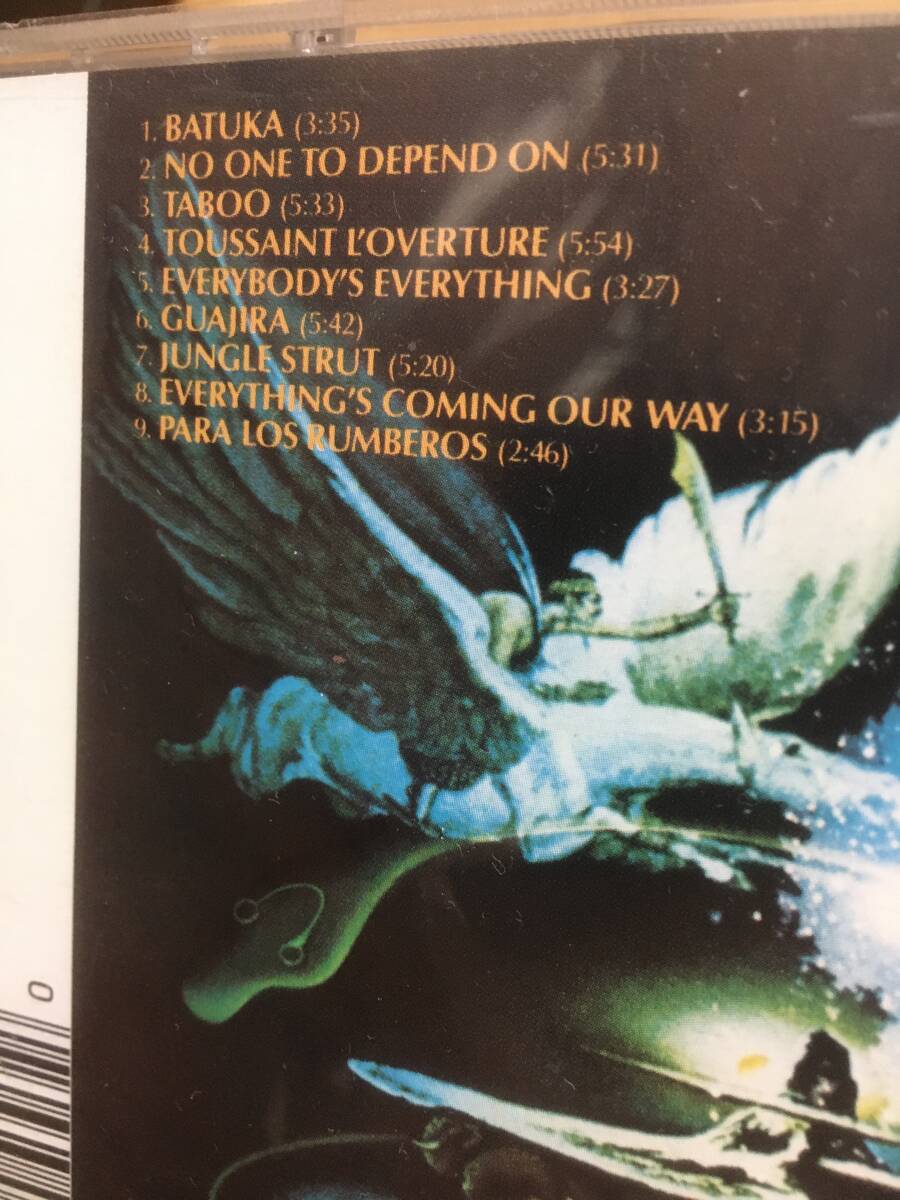 1. BATUKA (3:35)
2. NO ONE TO DEPEND ON (5:31)
3. TABOO (5:33)
4. TOUSSAINT L'OVERTURE (5:54)
5. EVERYBODY'S EVERYTHING (3:27)
6. GUAJIRA (5:42)
7. JUNGLE STRUT (5:20)
8. EVERYTHING'S COMING OUR WAY (3:15)
9. PARA LOS RUMBEROS (2:46)
0